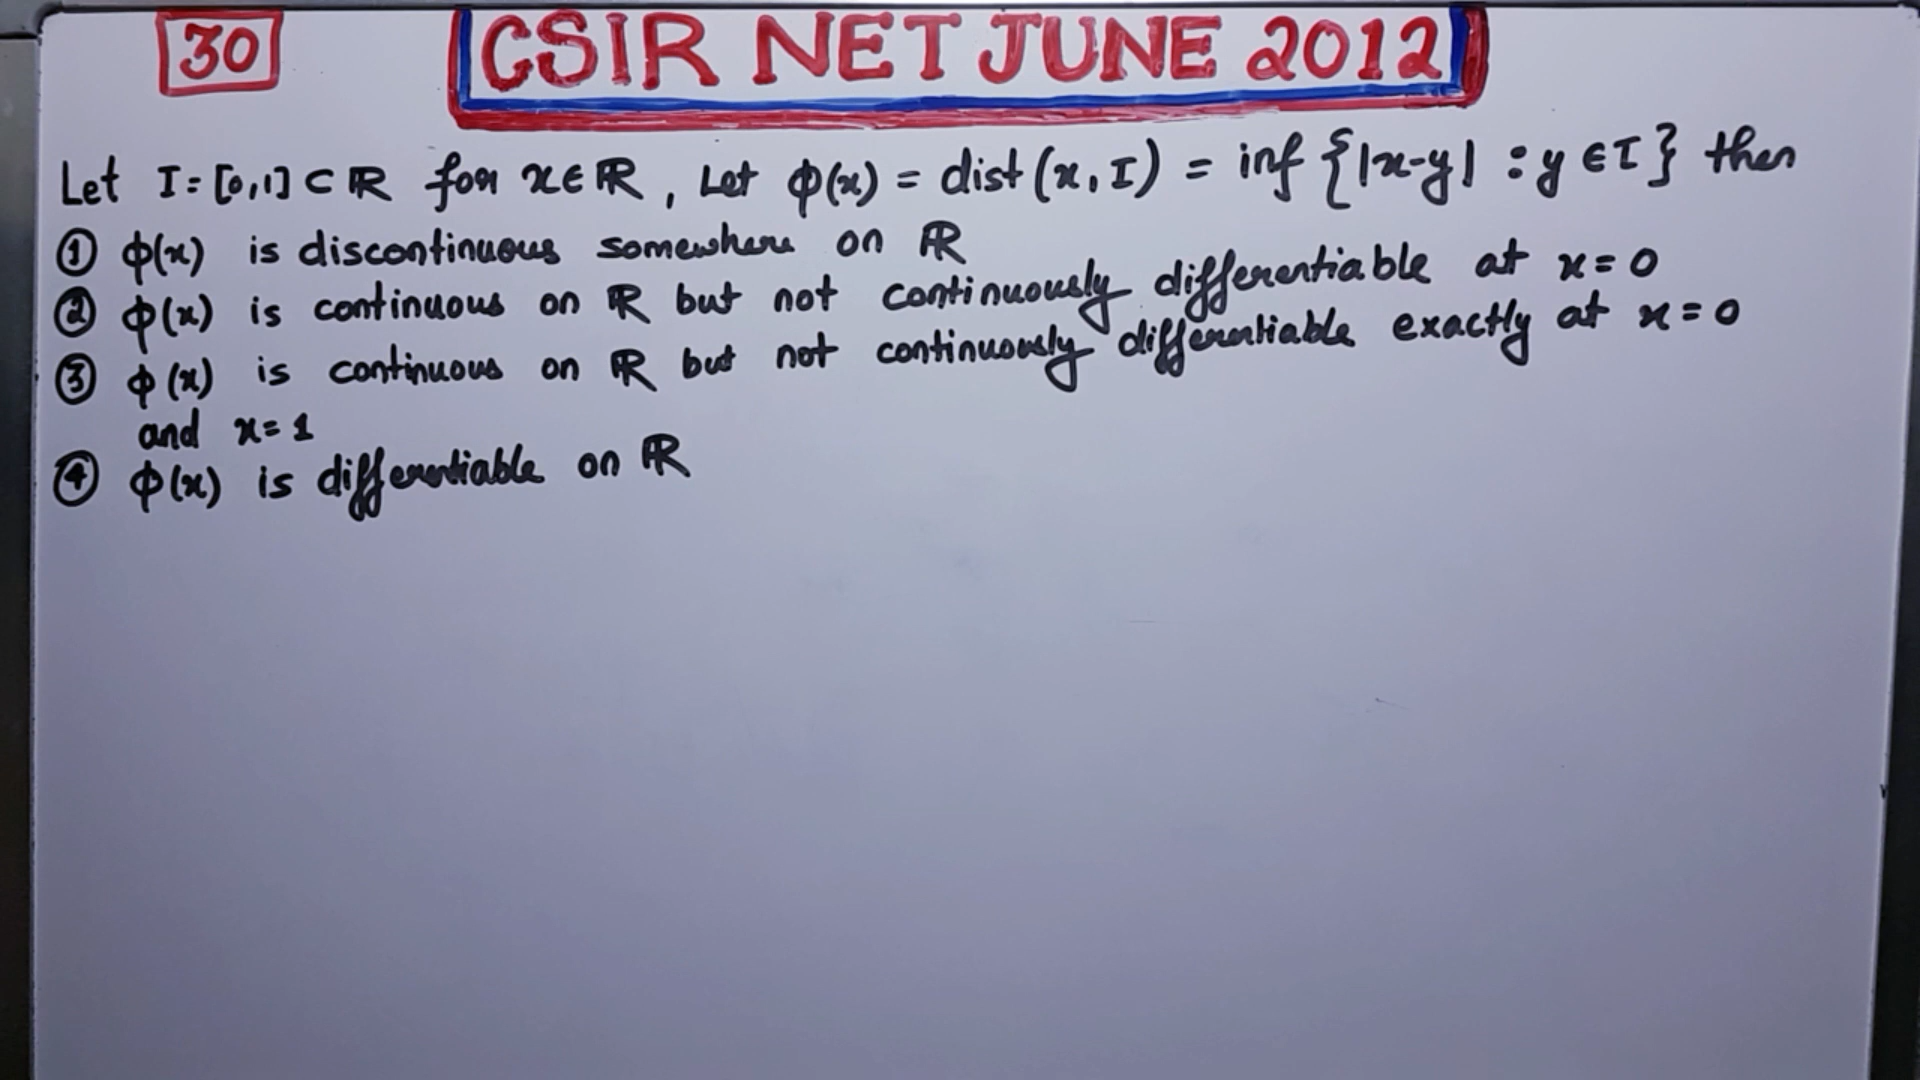 30
CSIR NET JUNE 2012
Let I = [0,1] ⊂ ℝ for x ∈ ℝ, Let ϕ(x) = dist (x, I) = inf {|x-y| : y ∈ I} then
① ϕ(x) is discontinuous somewhere on ℝ
② ϕ(x) is continuous on ℝ but not continuously differentiable at x = 0
③ ϕ(x) is continuous on ℝ but not continuously differentiable exactly at x = 0
and x = 1
④ ϕ(x) is differentiable on ℝ